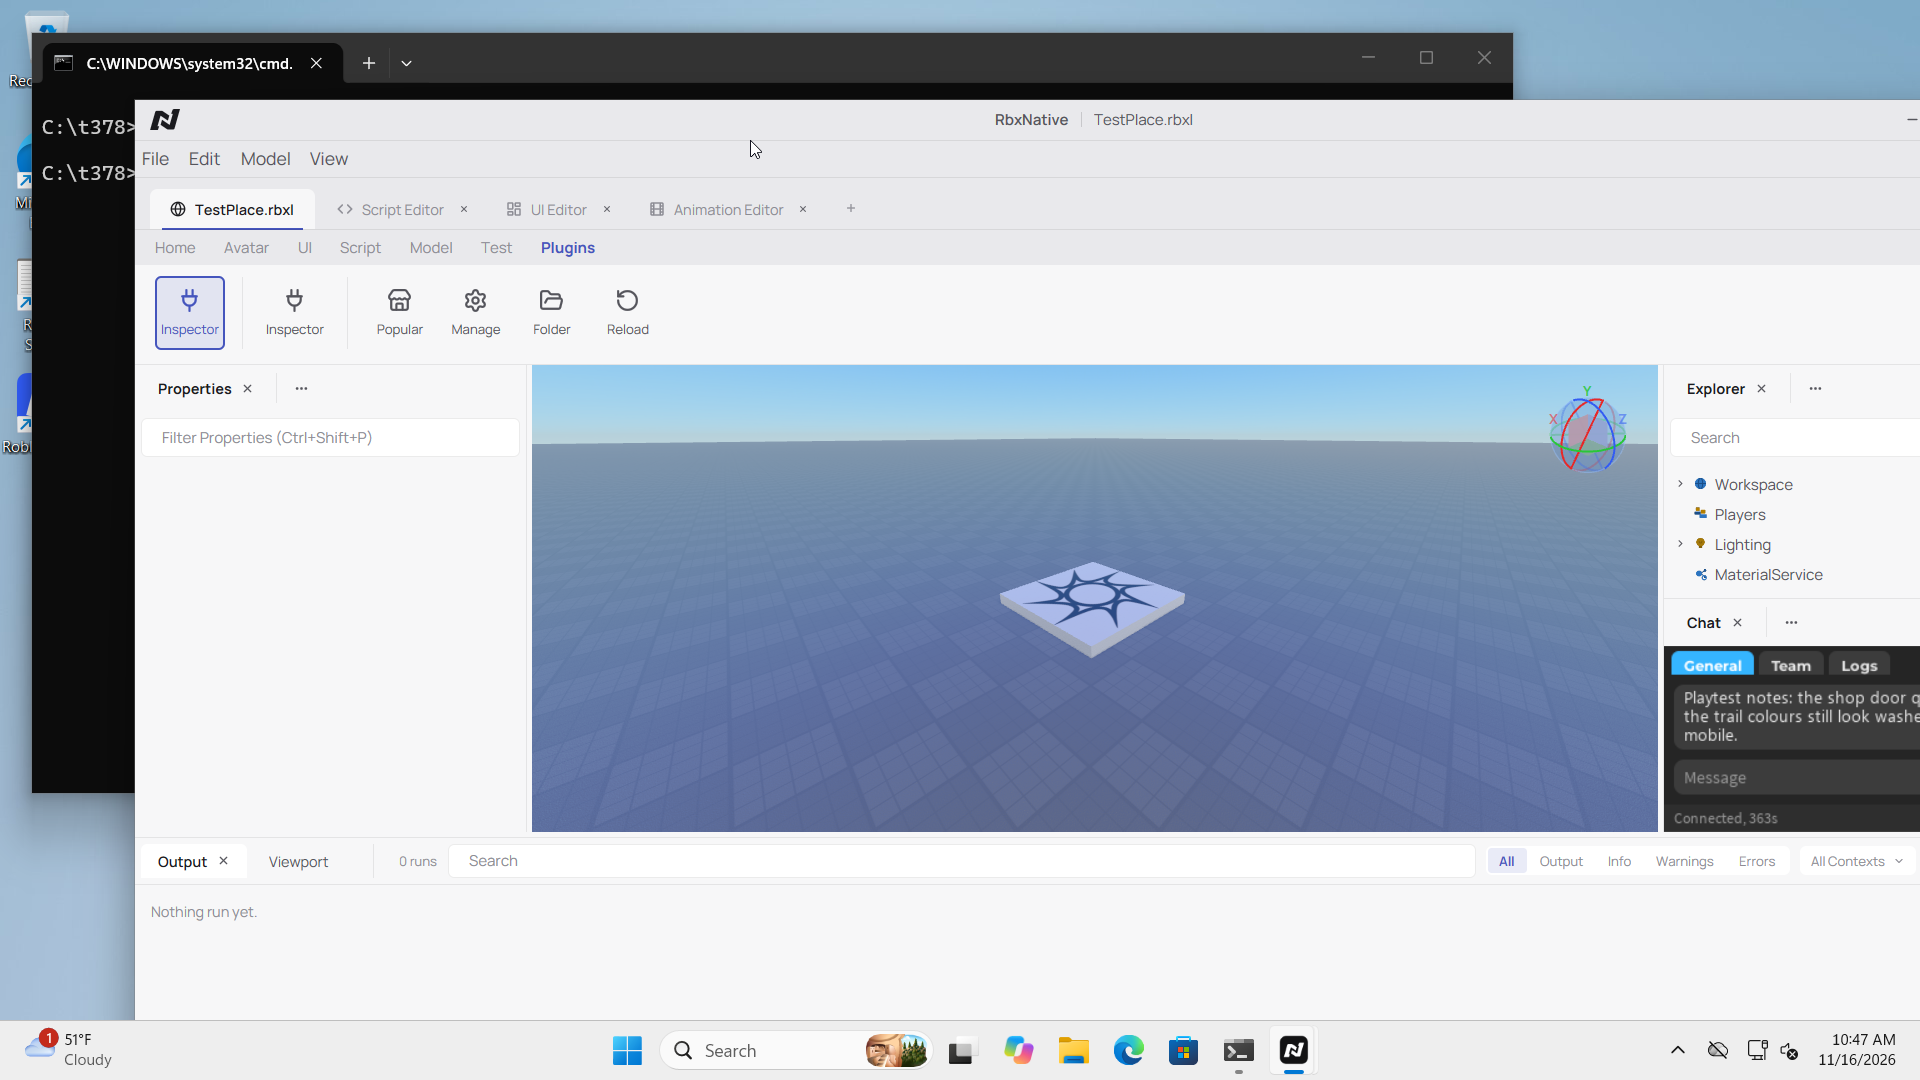 C:\WINDOWS\system32\cmd.
C:\t378>
C:\t378>
RbxNative
TestPlace.rbxl
File Edit Model View
TestPlace.rbxl
Script Editor
UI Editor
Animation Editor
Home Avatar UI Script Model Test Plugins
Inspector
Inspector
Popular
Manage
Folder
Reload
Properties
Filter Properties (Ctrl+Shift+P)
Y
X
Z
Explorer
Search
Workspace
Players
Lighting
MaterialService
Chat
General Team Logs
Playtest notes: the shop door
the trail colours still look
mobile.
Message
Connected, 363s
Output
Viewport
0 runs
Search
All Output Info Warnings Errors
All Contexts
Nothing run yet.
1
51°F
Cloudy
Search
10:47 AM
11/16/2026